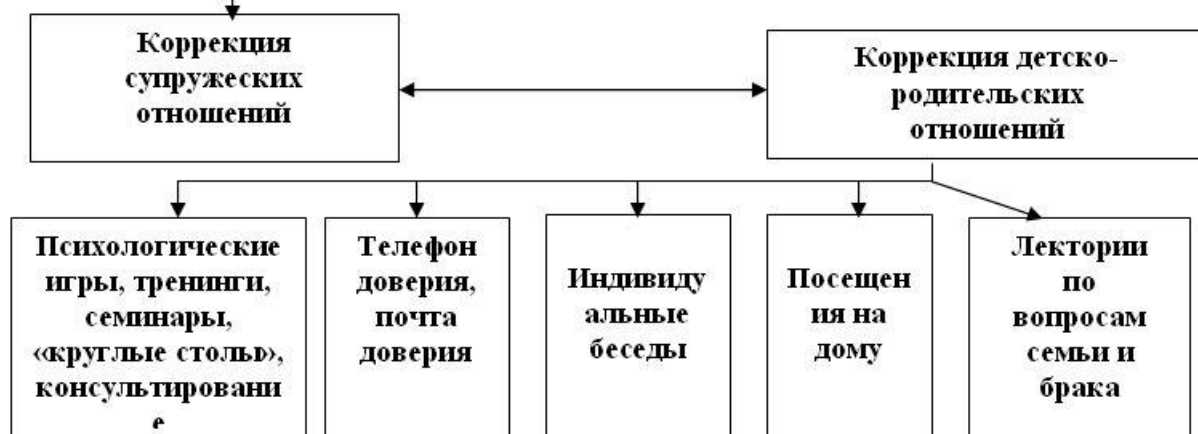 Коррекция
супружеских
отношений
Коррекция детско-
родительских
отношений
Психологические
игры, тренинги,
семинары,
«круглые столы»,
консультировани
е
Телефон
доверия,
почта
доверия
Индивиду
альные
беседы
Посещен
ия на
дому
Лектории
по
вопросам
семьи и
брака